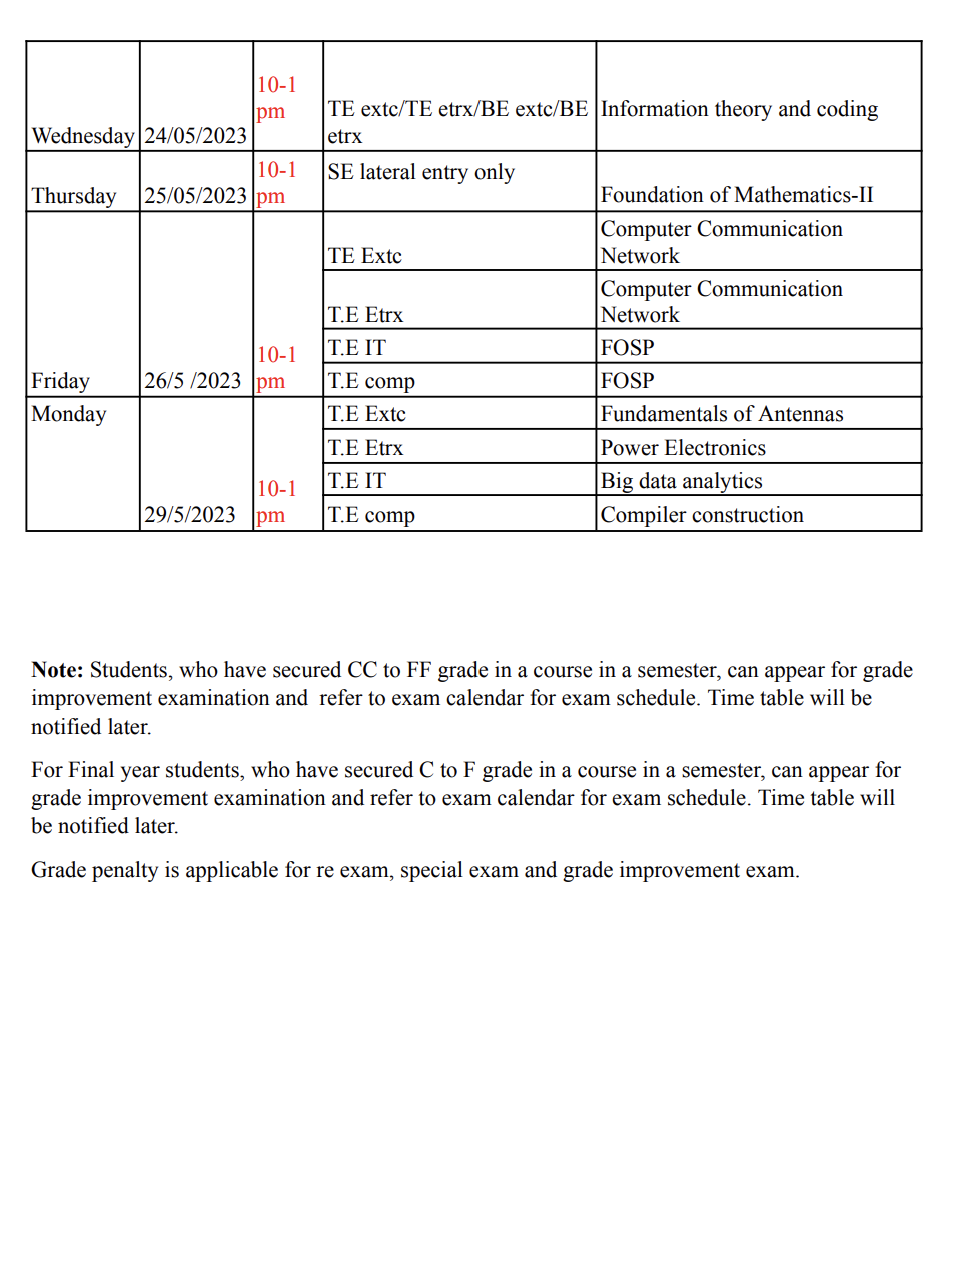 Wednesday 24/05/2023 10-1 pm TE extc/TE etrx/BE extc/BE etrx Information theory and coding
Thursday 25/05/2023 10-1 pm SE lateral entry only Foundation of Mathematics-II
Friday 26/5 /2023 10-1 pm TE Extc Computer Communication Network
T.E Etrx Computer Communication Network
T.E IT FOSP
T.E comp FOSP
Monday 29/5/2023 10-1 pm T.E Extc Fundamentals of Antennas
T.E Etrx Power Electronics
T.E IT Big data analytics
T.E comp Compiler construction
Note: Students, who have secured CC to FF grade in a course in a semester, can appear for grade
improvement examination and  refer to exam calendar for exam schedule. Time table will be
notified later.
For Final year students, who have secured C to F grade in a course in a semester, can appear for
grade improvement examination and refer to exam calendar for exam schedule. Time table will
be notified later.
Grade penalty is applicable for re exam, special exam and grade improvement exam.